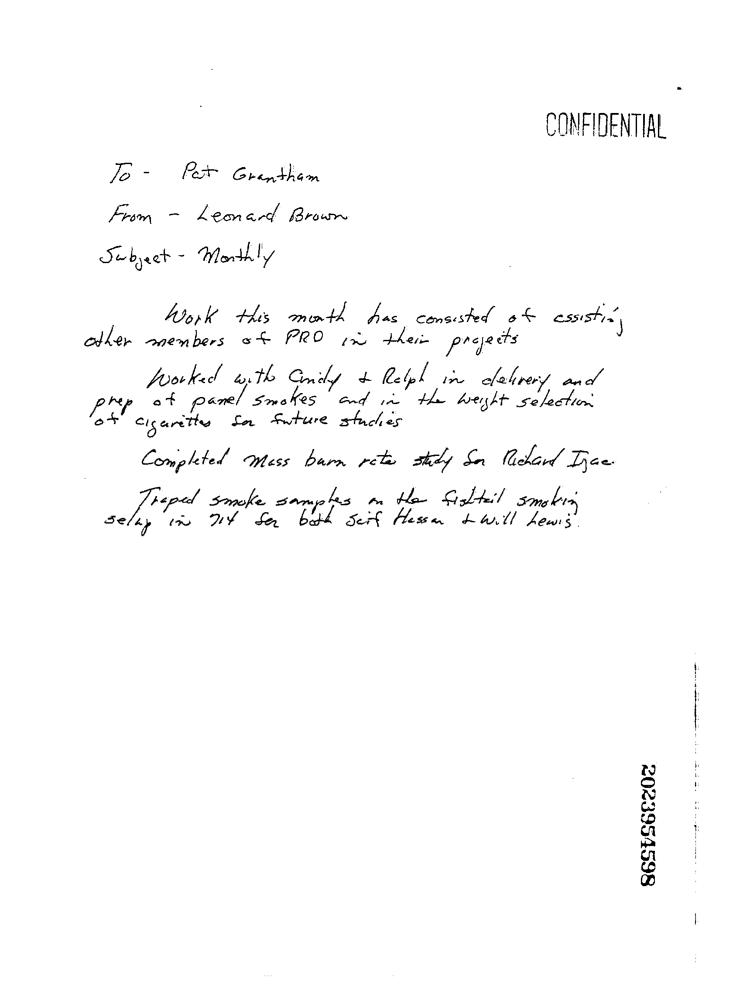 CONFIDENTIAL
To - Pat Grantham
From - Leonard Brown
Subject - Monthly
Work this month has consisted of assisting
other members of PRO in their projects
Worked with Cindy + Ralph in delivery and
prep of panel smokes and in the weight selection
of cigarettes for future studies
Completed mass burn rate study for Richard Izac.
Traped smoke samples on the fishtail smoking
setup in 714 for both Seif Hassan + Will Lewis.
2023954598